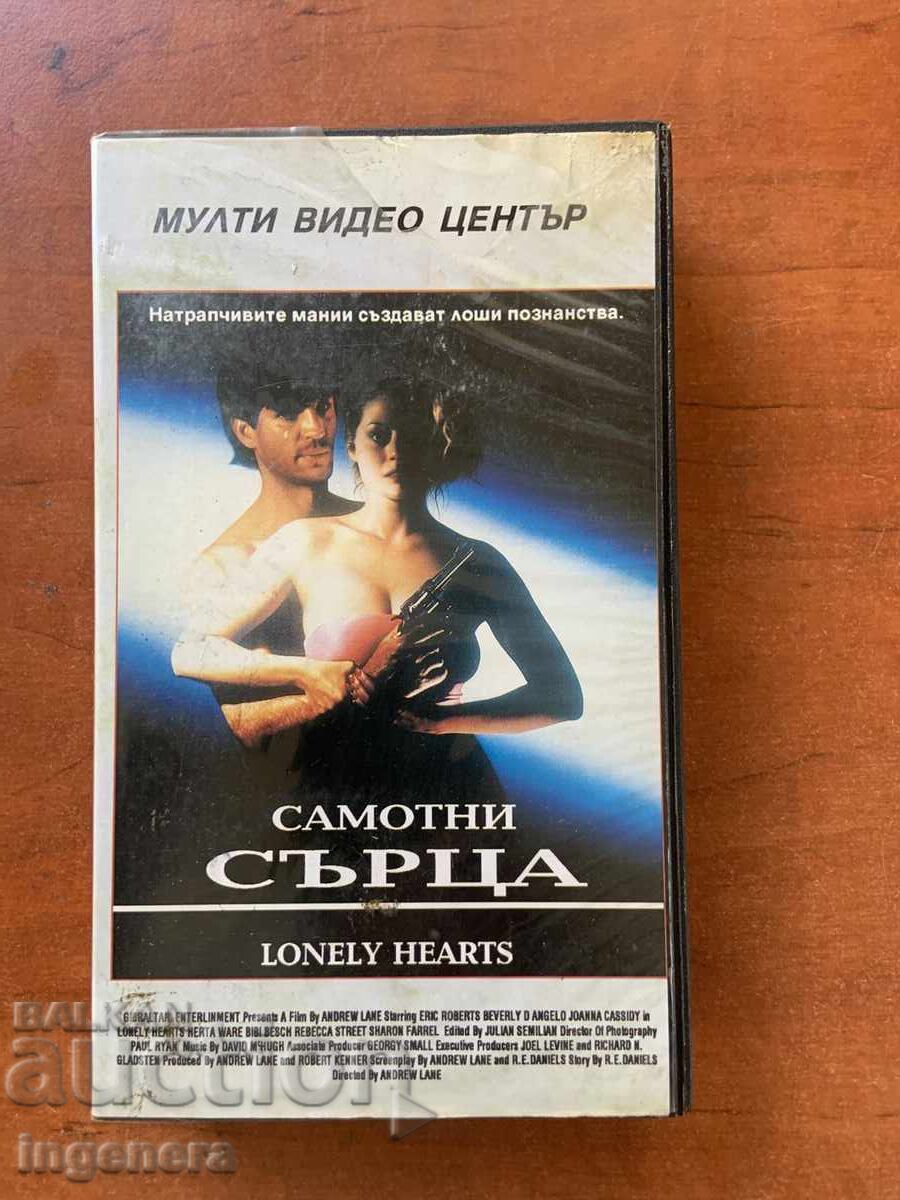 МУЛТИ ВИДЕО ЦЕНТЪР
Натрапчивите мании създават лоши познанства.
САМОТНИ
СЪРЦА
LONELY HEARTS
GIBRALTAR ENTERLINMENT Presents A Film By ANDREW LANE Starring ERIC ROBERTS BEVERLY D ANGELO JOANNA CASSIDY in
LONELY HEARTS HERTA WARE BIBI BESCH REBECCA STREET SHARON FARREL Edited By JULIAN SEMILIAN Director Of Photography
PAUL RYAN Music By DAVID McHUGH Associate Producer GEORGY SMALL Executive Producers JOEL LEVINE and RICHARD N.
GLADSTEN Produced By ANDREW LANE and ROBERT KENNER Screenplay By ANDREW LANE and R.E.DANIELS Story By R.E.DANIELS
Directed By ANDREW LANE
BALKAN
auction
ingenera